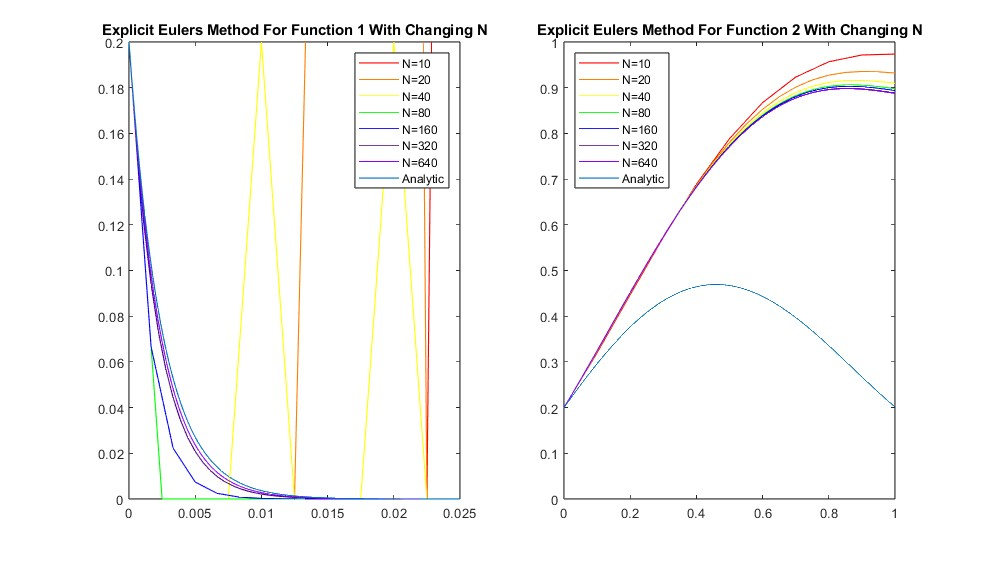 Explicit Eulers Method For Function 1 With Changing N
0.2
0.18
0.16
0.14
0.12
0.1
0.08
0.06
0.04
0.02
0
0
0.005
0.01
0.015
0.02
0.025
N=10
N=20
N=40
N=80
N=160
N=320
N=640
Analytic
Explicit Eulers Method For Function 2 With Changing N
1
0.9
0.8
0.7
0.6
0.5
0.4
0.3
0.2
0.1
0
0
0.2
0.4
0.6
0.8
1
N=10
N=20
N=40
N=80
N=160
N=320
N=640
Analytic